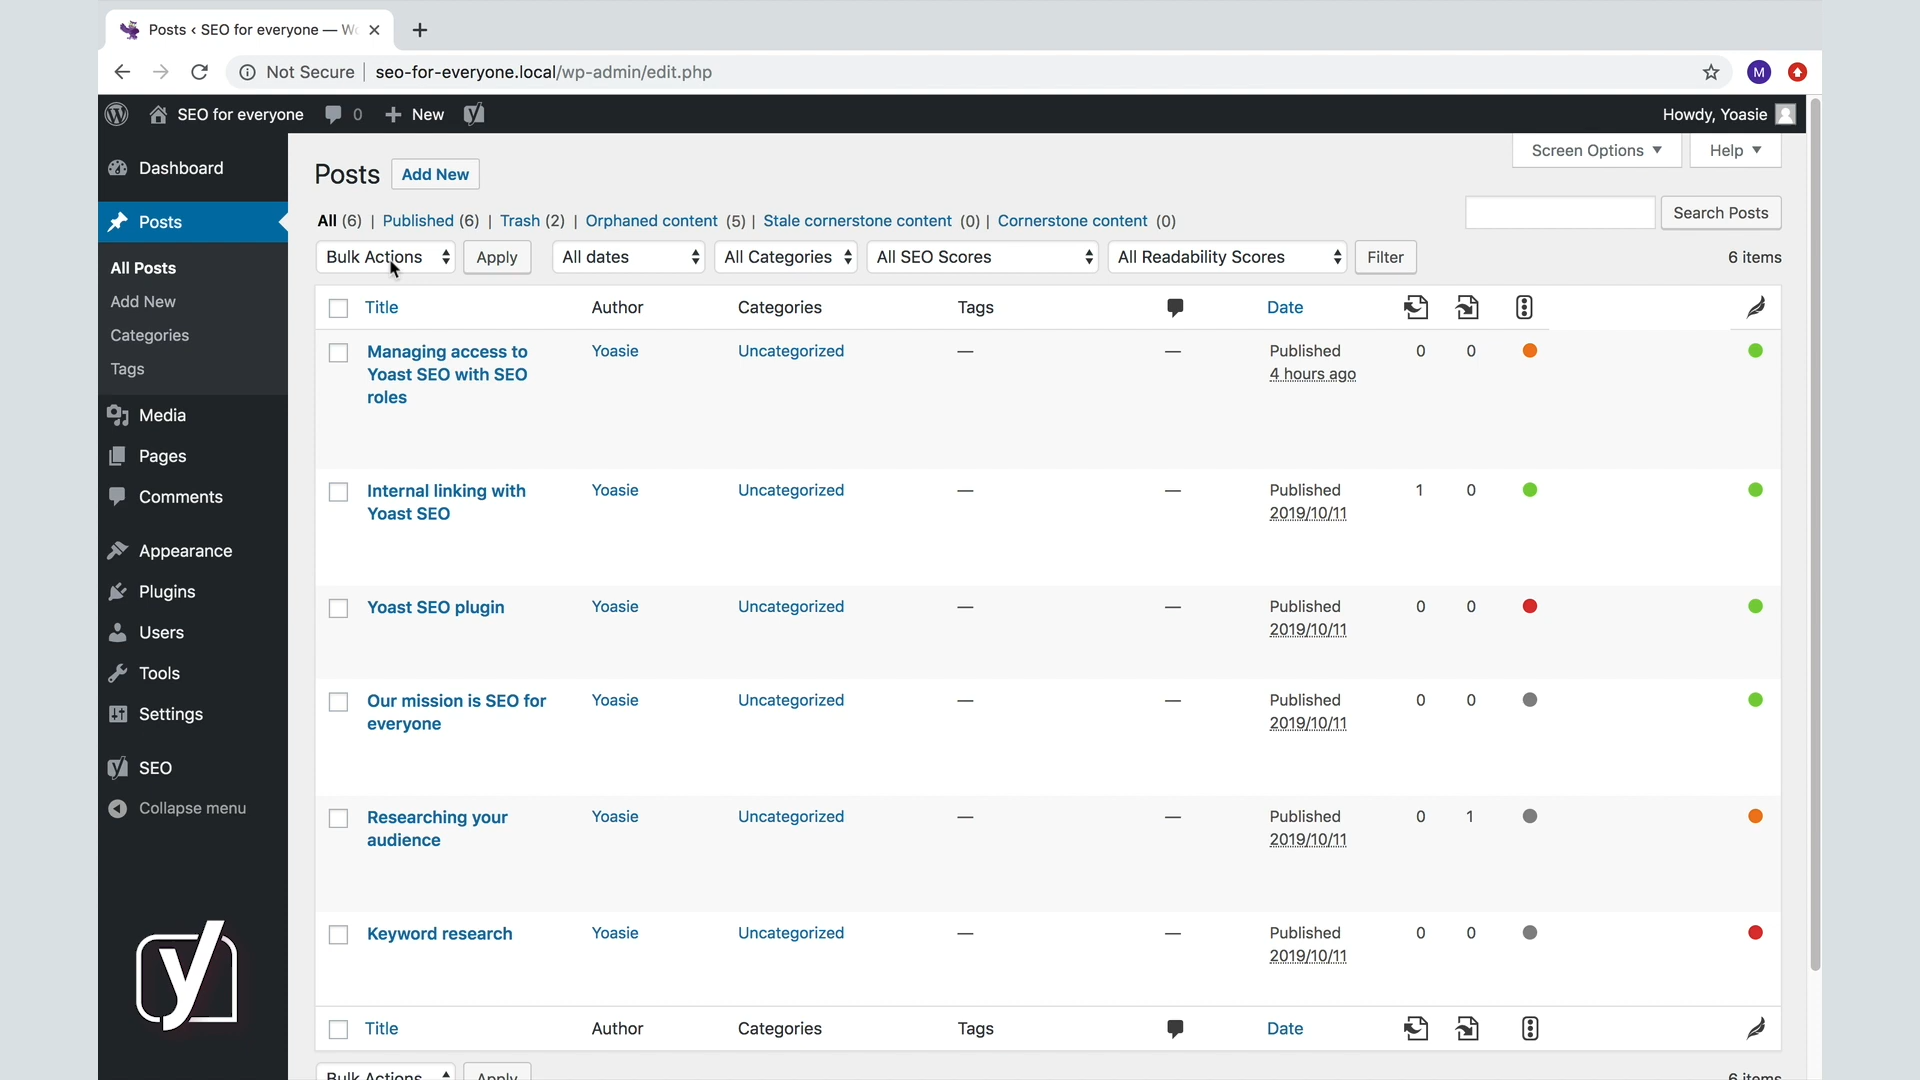 Posts ‹ SEO for everyone — Wo
Not Secure seo-for-everyone.local/wp-admin/edit.php
M
SEO for everyone 0 New Howdy, Yoasie
Screen Options Help
Dashboard
Posts
All Posts
Add New
Categories
Tags
Media
Pages
Comments
Appearance
Plugins
Users
Tools
Settings
SEO
Collapse menu
Posts Add New
All (6) | Published (6) | Trash (2) | Orphaned content (5) | Stale cornerstone content (0) | Cornerstone content (0)
Search Posts
Bulk Actions Apply All dates All Categories All SEO Scores All Readability Scores Filter 6 items
Title Author Categories Tags Date
Managing access to Yoasie Uncategorized — — Published 0 0
Yoast SEO with SEO 4 hours ago
roles
Internal linking with Yoasie Uncategorized — — Published 1 0
Yoast SEO 2019/10/11
Yoast SEO plugin Yoasie Uncategorized — — Published 0 0
2019/10/11
Our mission is SEO for Yoasie Uncategorized — — Published 0 0
everyone 2019/10/11
Researching your Yoasie Uncategorized — — Published 0 1
audience 2019/10/11
Keyword research Yoasie Uncategorized — — Published 0 0
2019/10/11
Title Author Categories Tags Date
Bulk Actions Apply 6 items
y